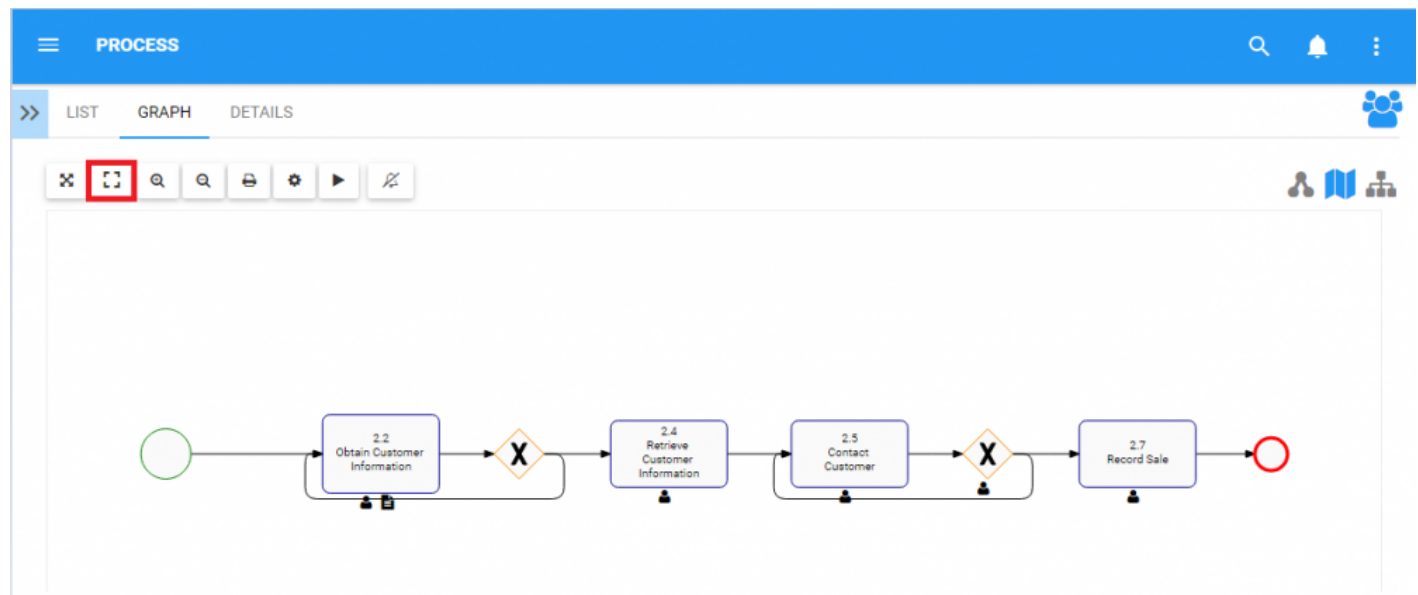 PROCESS
LIST GRAPH DETAILS
2.2
Obtain Customer
Information
X
2.4
Retrieve
Customer
Information
2.5
Contact
Customer
X
2.7
Record Sale